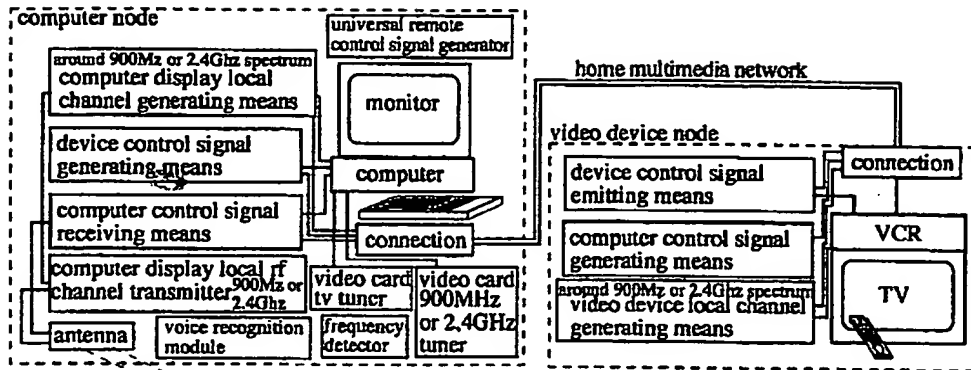 computer node
universal remote
control signal generator
around 900Mz or 2.4Ghz spectrum
computer display local
channel generating means
monitor
device control signal
generating means
computer
computer control signal
receiving means
connection
computer display local rf
channel transmitter 900Mz or
2.4Ghz
video card
tv tuner
video card
900MHz
or 2.4GHz
tuner
antenna
voice recognition
module
frequency
detector
home multimedia network
video device node
connection
device control signal
emitting means
VCR
computer control signal
generating means
TV
around 900Mz or 2.4Ghz spectrum
video device local channel
generating means